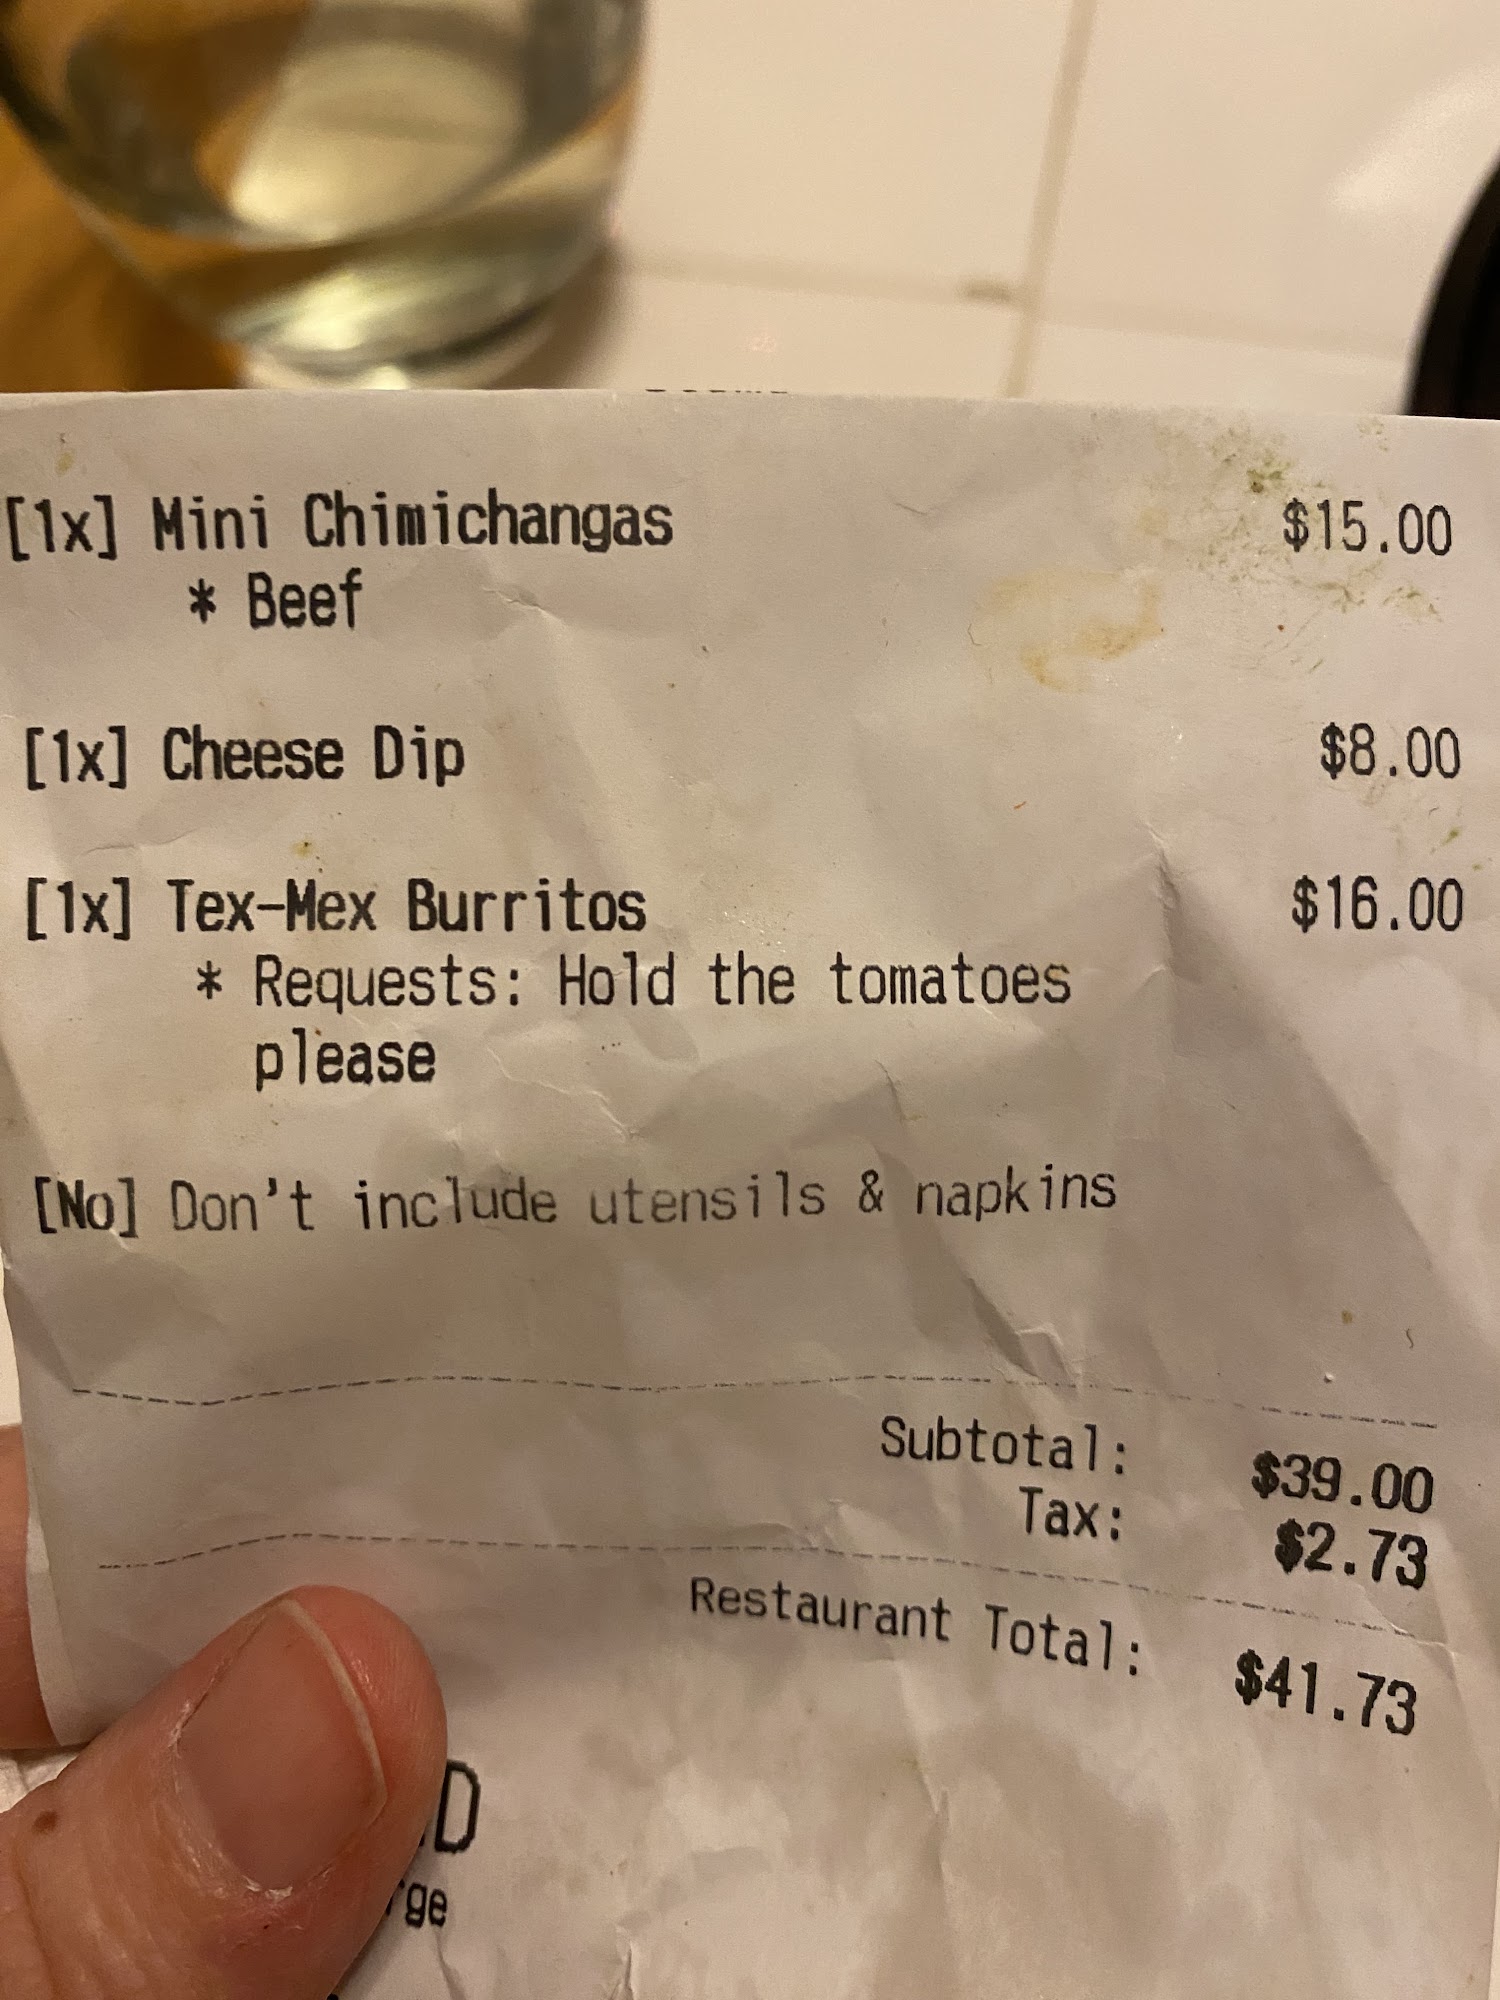 [1x] Mini Chimichangas $15.00
* Beef
[1x] Cheese Dip $8.00
[1x] Tex-Mex Burritos $16.00
* Requests: Hold the tomatoes
please
[No] Don't include utensils & napkins
Subtotal: $39.00
Tax: $2.73
Restaurant Total: $41.73